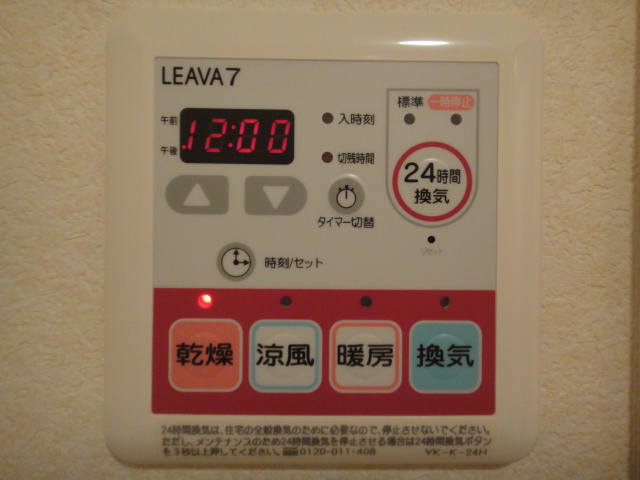 LEAVA7
標準 一時停止
午前
12:00
午後
入時刻
切残時間
24時間
換気
タイマー切替
リセット
時刻/セット
乾燥 涼風 暖房 換気
24時間換気は、住宅の全般換気のために必要なので、停止させないでください。
ただし、メンテナンスのため24時間換気を停止させる場合は24時間換気ボタン
を3秒以上押してください。 0120-011-408 YK-K-24H